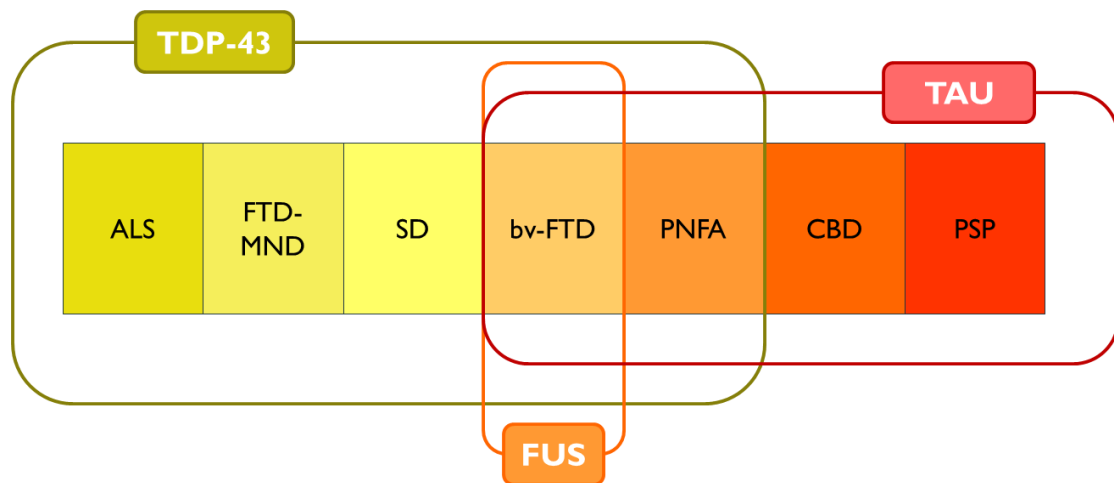 TDP-43
TAU
ALS
FTD-
MND
SD
bv-FTD
PNFA
CBD
PSP
FUS